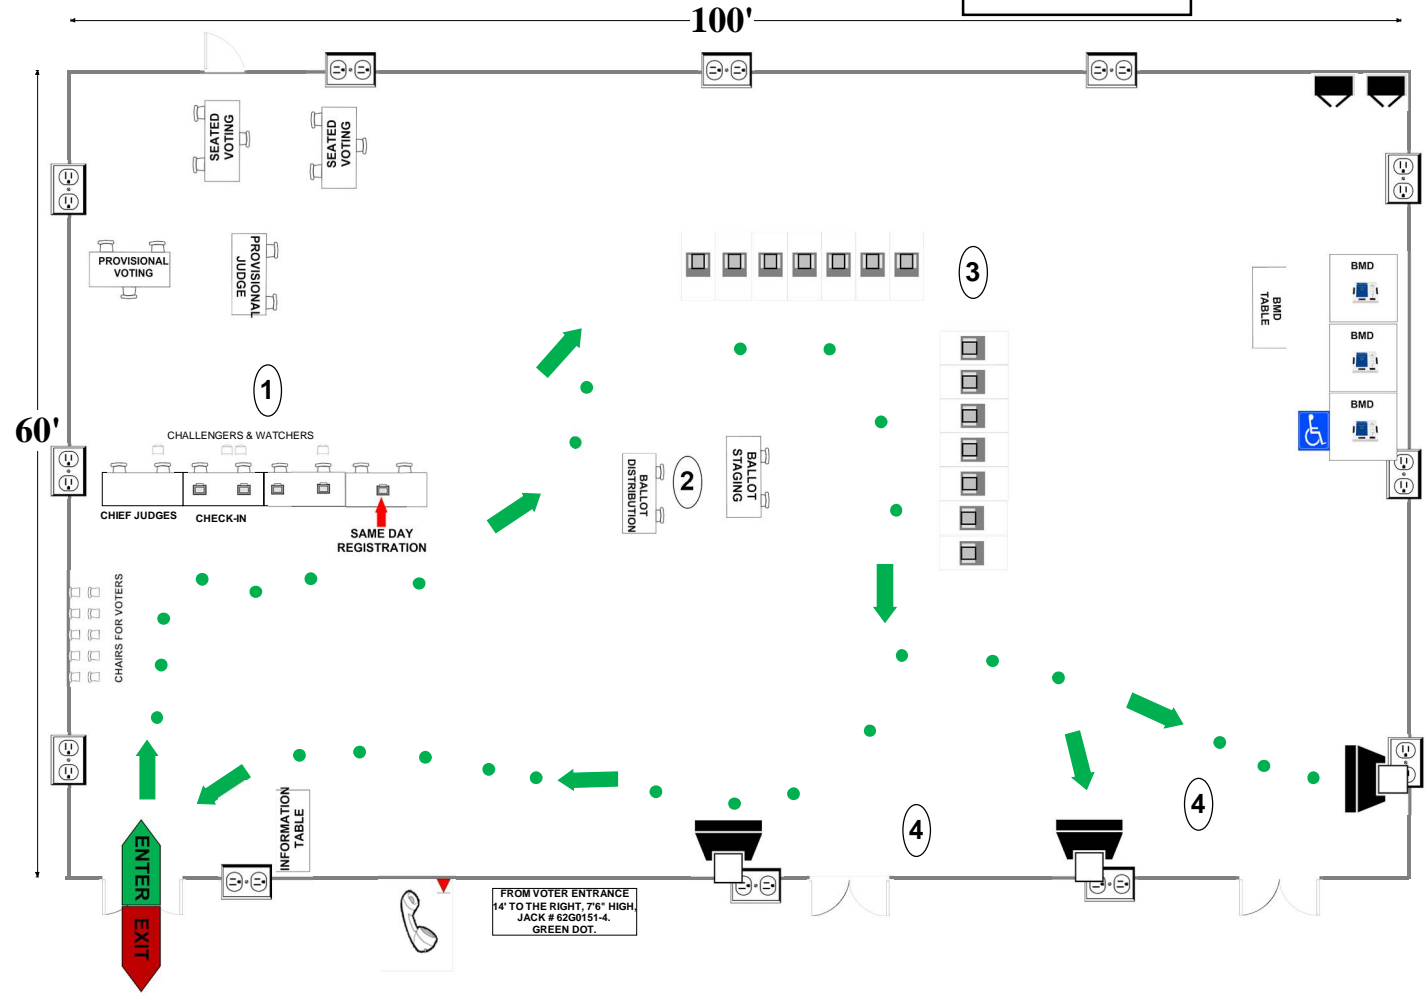 100'
SEATED
VOTING
SEATED
VOTING
PROVISIONAL
VOTING
PROVISIONAL
JUDGE
3
BMD
BMD
TABLE
BMD
BMD
1
60'
CHALLENGERS & WATCHERS
CHIEF JUDGES
CHECK-IN
SAME DAY
REGISTRATION
BALLOT
DISTRIBUTION
2
BALLOT
STAGING
CHAIRS FOR VOTERS
4
4
INFORMATION
TABLE
ENTER
EXIT
FROM VOTER ENTRANCE
14' TO THE RIGHT, 7'6" HIGH,
JACK # 62G0151-4.
GREEN DOT.